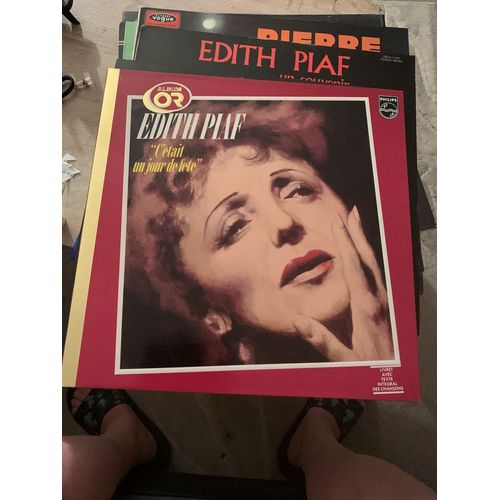 vogue
PIERRE
EDITH PIAF
un souvenir
ALBUM
OR
PHILIPS
EDITH PIAF
"C'était
un jour de fête"
LIVRET
AVEC
TEXTE
INTEGRAL
DES CHANSONS